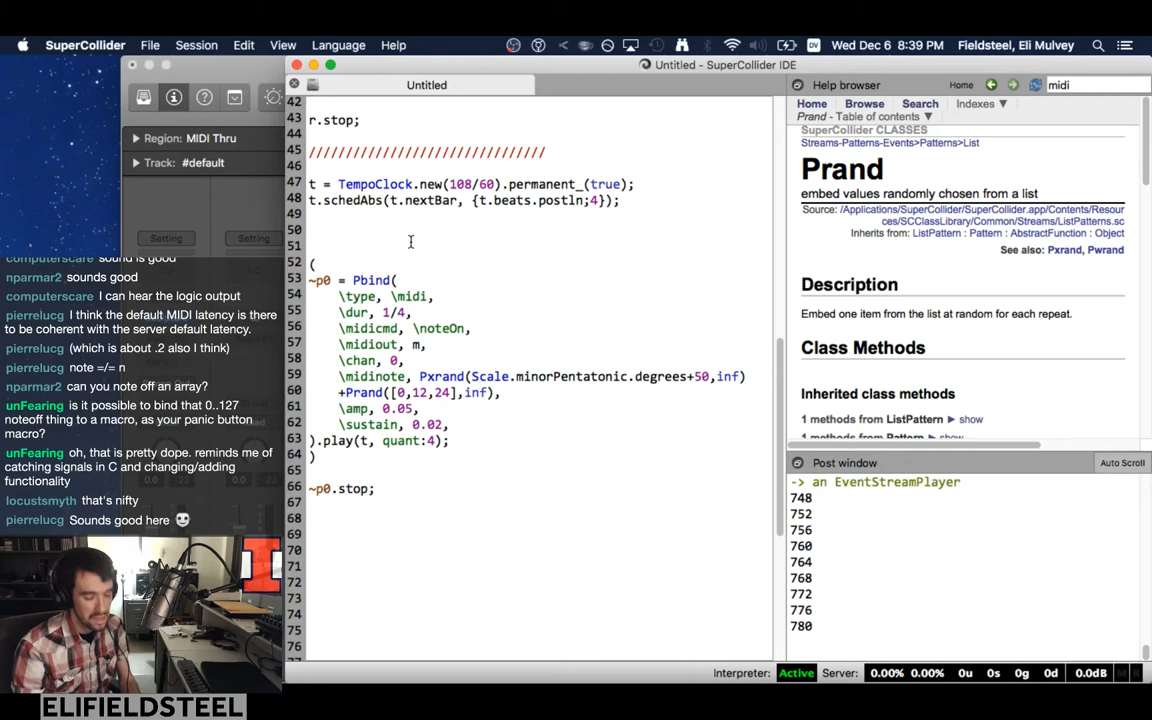 SuperCollider File Session Edit View Language Help
Wed Dec 6 8:39 PM Fieldsteel, Eli Mulvey
Untitled - SuperCollider IDE
Untitled
Region: MIDI Thru
Track: #default
Setting Setting
computerscare sound is good
nparmar2 sounds good
computerscare I can hear the logic output
pierrelucg I think the default MIDI latency is there
to be coherent with the server default latency.
pierrelucg (which is about .2 also I think)
pierrelucg note =/= n
nparmar2 can you note off an array?
unFearing is it possible to bind that 0..127
noteoff thing to a macro, as your panic button
macro?
unFearing oh, that is pretty dope. reminds me of
catching signals in C and changing/adding
functionality
locustsmyth that's nifty
pierrelucg Sounds good here
ELIFIELDSTEEL
42
43 r.stop;
44
45 ////////////////////////////////
46
47 t = TempoClock.new(108/60).permanent_(true);
48 t.schedAbs(t.nextBar, {t.beats.postln;4});
49
50
51
52 (
53 ~p0 = Pbind(
54 \type, \midi,
55 \dur, 1/4,
56 \midicmd, \noteOn,
57 \midiout, m,
58 \chan, 0,
59 \midinote, Pxrand(Scale.minorPentatonic.degrees+50,inf)
60 +Prand([0,12,24],inf),
61 \amp, 0.05,
62 \sustain, 0.02,
63 ).play(t, quant:4);
64 )
65
66 ~p0.stop;
67
68
69
70
71
72
73
74
75
76
Help browser Home midi
Home Browse Search Indexes ▼
Prand - Table of contents ▼
SuperCollider CLASSES
Streams-Patterns-Events>Patterns>List
Prand
embed values randomly chosen from a list
Source: /Applications/SuperCollider/SuperCollider.app/Contents/Resour
ces/SCClassLibrary/Common/Streams/ListPatterns.sc
Inherits from: ListPattern : Pattern : AbstractFunction : Object
See also: Pxrand, Pwrand
Description
Embed one item from the list at random for each repeat.
Class Methods
Inherited class methods
1 methods from ListPattern ► show
1 methods from Pattern ► show
Post window Auto Scroll
-> an EventStreamPlayer
748
752
756
760
764
768
772
776
780
Interpreter: Active Server: 0.00% 0.00% 0u 0s 0g 0d 0.0dB M R